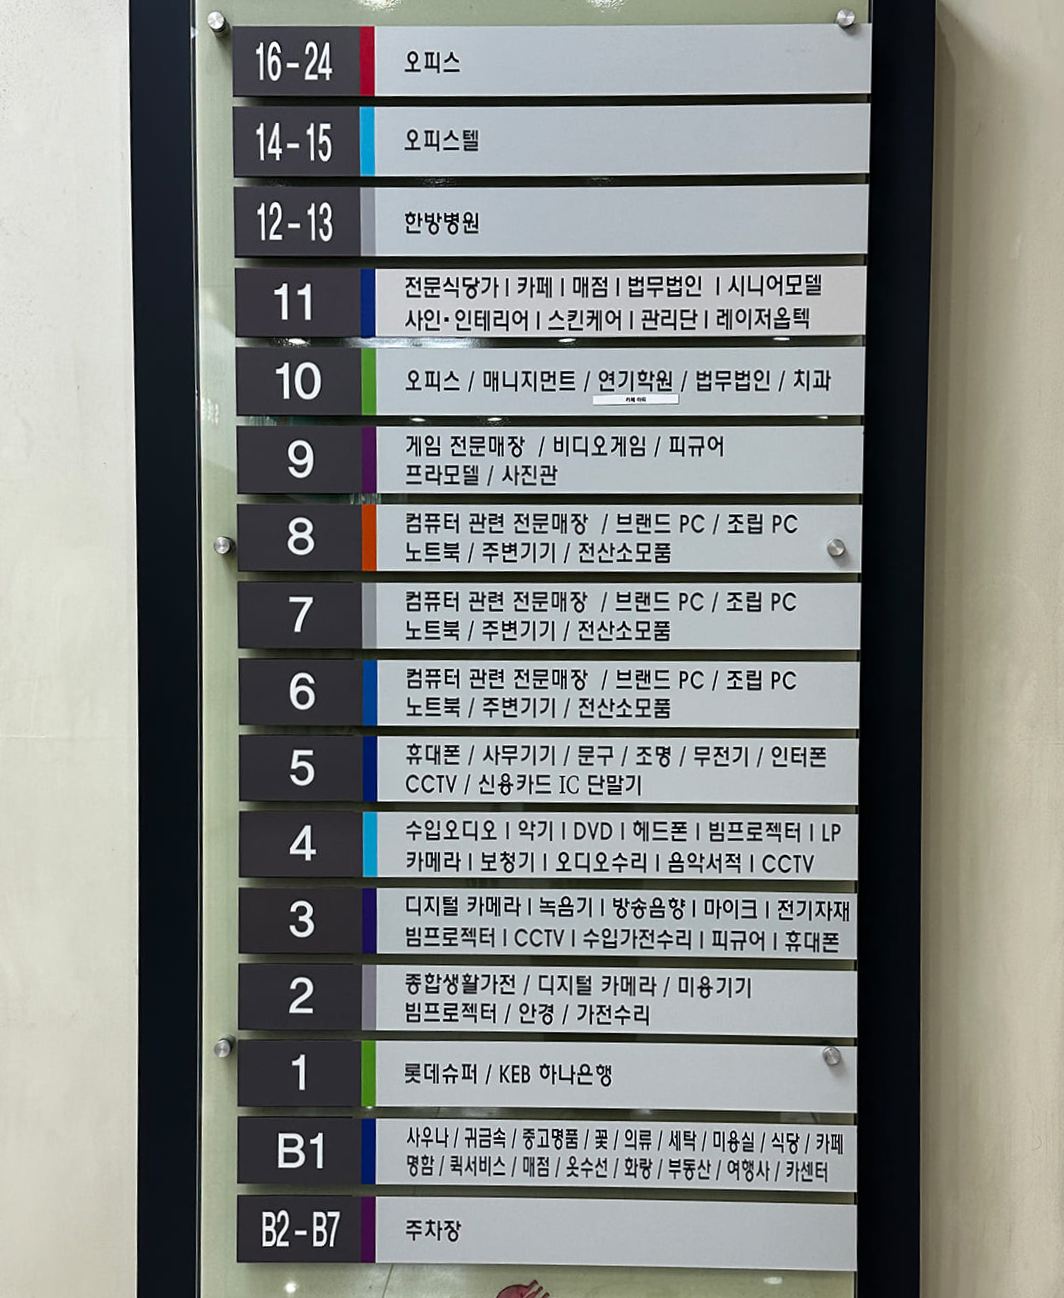 16-24 오피스
14-15 오피스텔
12-13 한방병원
11 전문식당가 | 카페 | 매점 | 법무법인 | 시니어모델
사인·인테리어 | 스킨케어 | 관리단 | 레이저옵텍
10 오피스 / 매니지먼트 / 연기학원 / 법무법인 / 치과
9 게임 전문매장 / 비디오게임 / 피규어
프라모델 / 사진관
8 컴퓨터 관련 전문매장 / 브랜드 PC / 조립 PC
노트북 / 주변기기 / 전산소모품
7 컴퓨터 관련 전문매장 / 브랜드 PC / 조립 PC
노트북 / 주변기기 / 전산소모품
6 컴퓨터 관련 전문매장 / 브랜드 PC / 조립 PC
노트북 / 주변기기 / 전산소모품
5 휴대폰 / 사무기기 / 문구 / 조명 / 무전기 / 인터폰
CCTV / 신용카드 IC 단말기
4 수입오디오 | 악기 | DVD | 헤드폰 | 빔프로젝터 | LP
카메라 | 보청기 | 오디오수리 | 음악서적 | CCTV
3 디지털 카메라 | 녹음기 | 방송음향 | 마이크 | 전기자재
빔프로젝터 | CCTV | 수입가전수리 | 피규어 | 휴대폰
2 종합생활가전 / 디지털 카메라 / 미용기기
빔프로젝터 / 안경 / 가전수리
1 롯데슈퍼 / KEB 하나은행
B1 사우나 / 귀금속 / 중고명품 / 꽃 / 의류 / 세탁 / 미용실 / 식당 / 카페
명함 / 퀵서비스 / 매점 / 옷수선 / 화랑 / 부동산 / 여행사 / 카센터
B2-B7 주차장